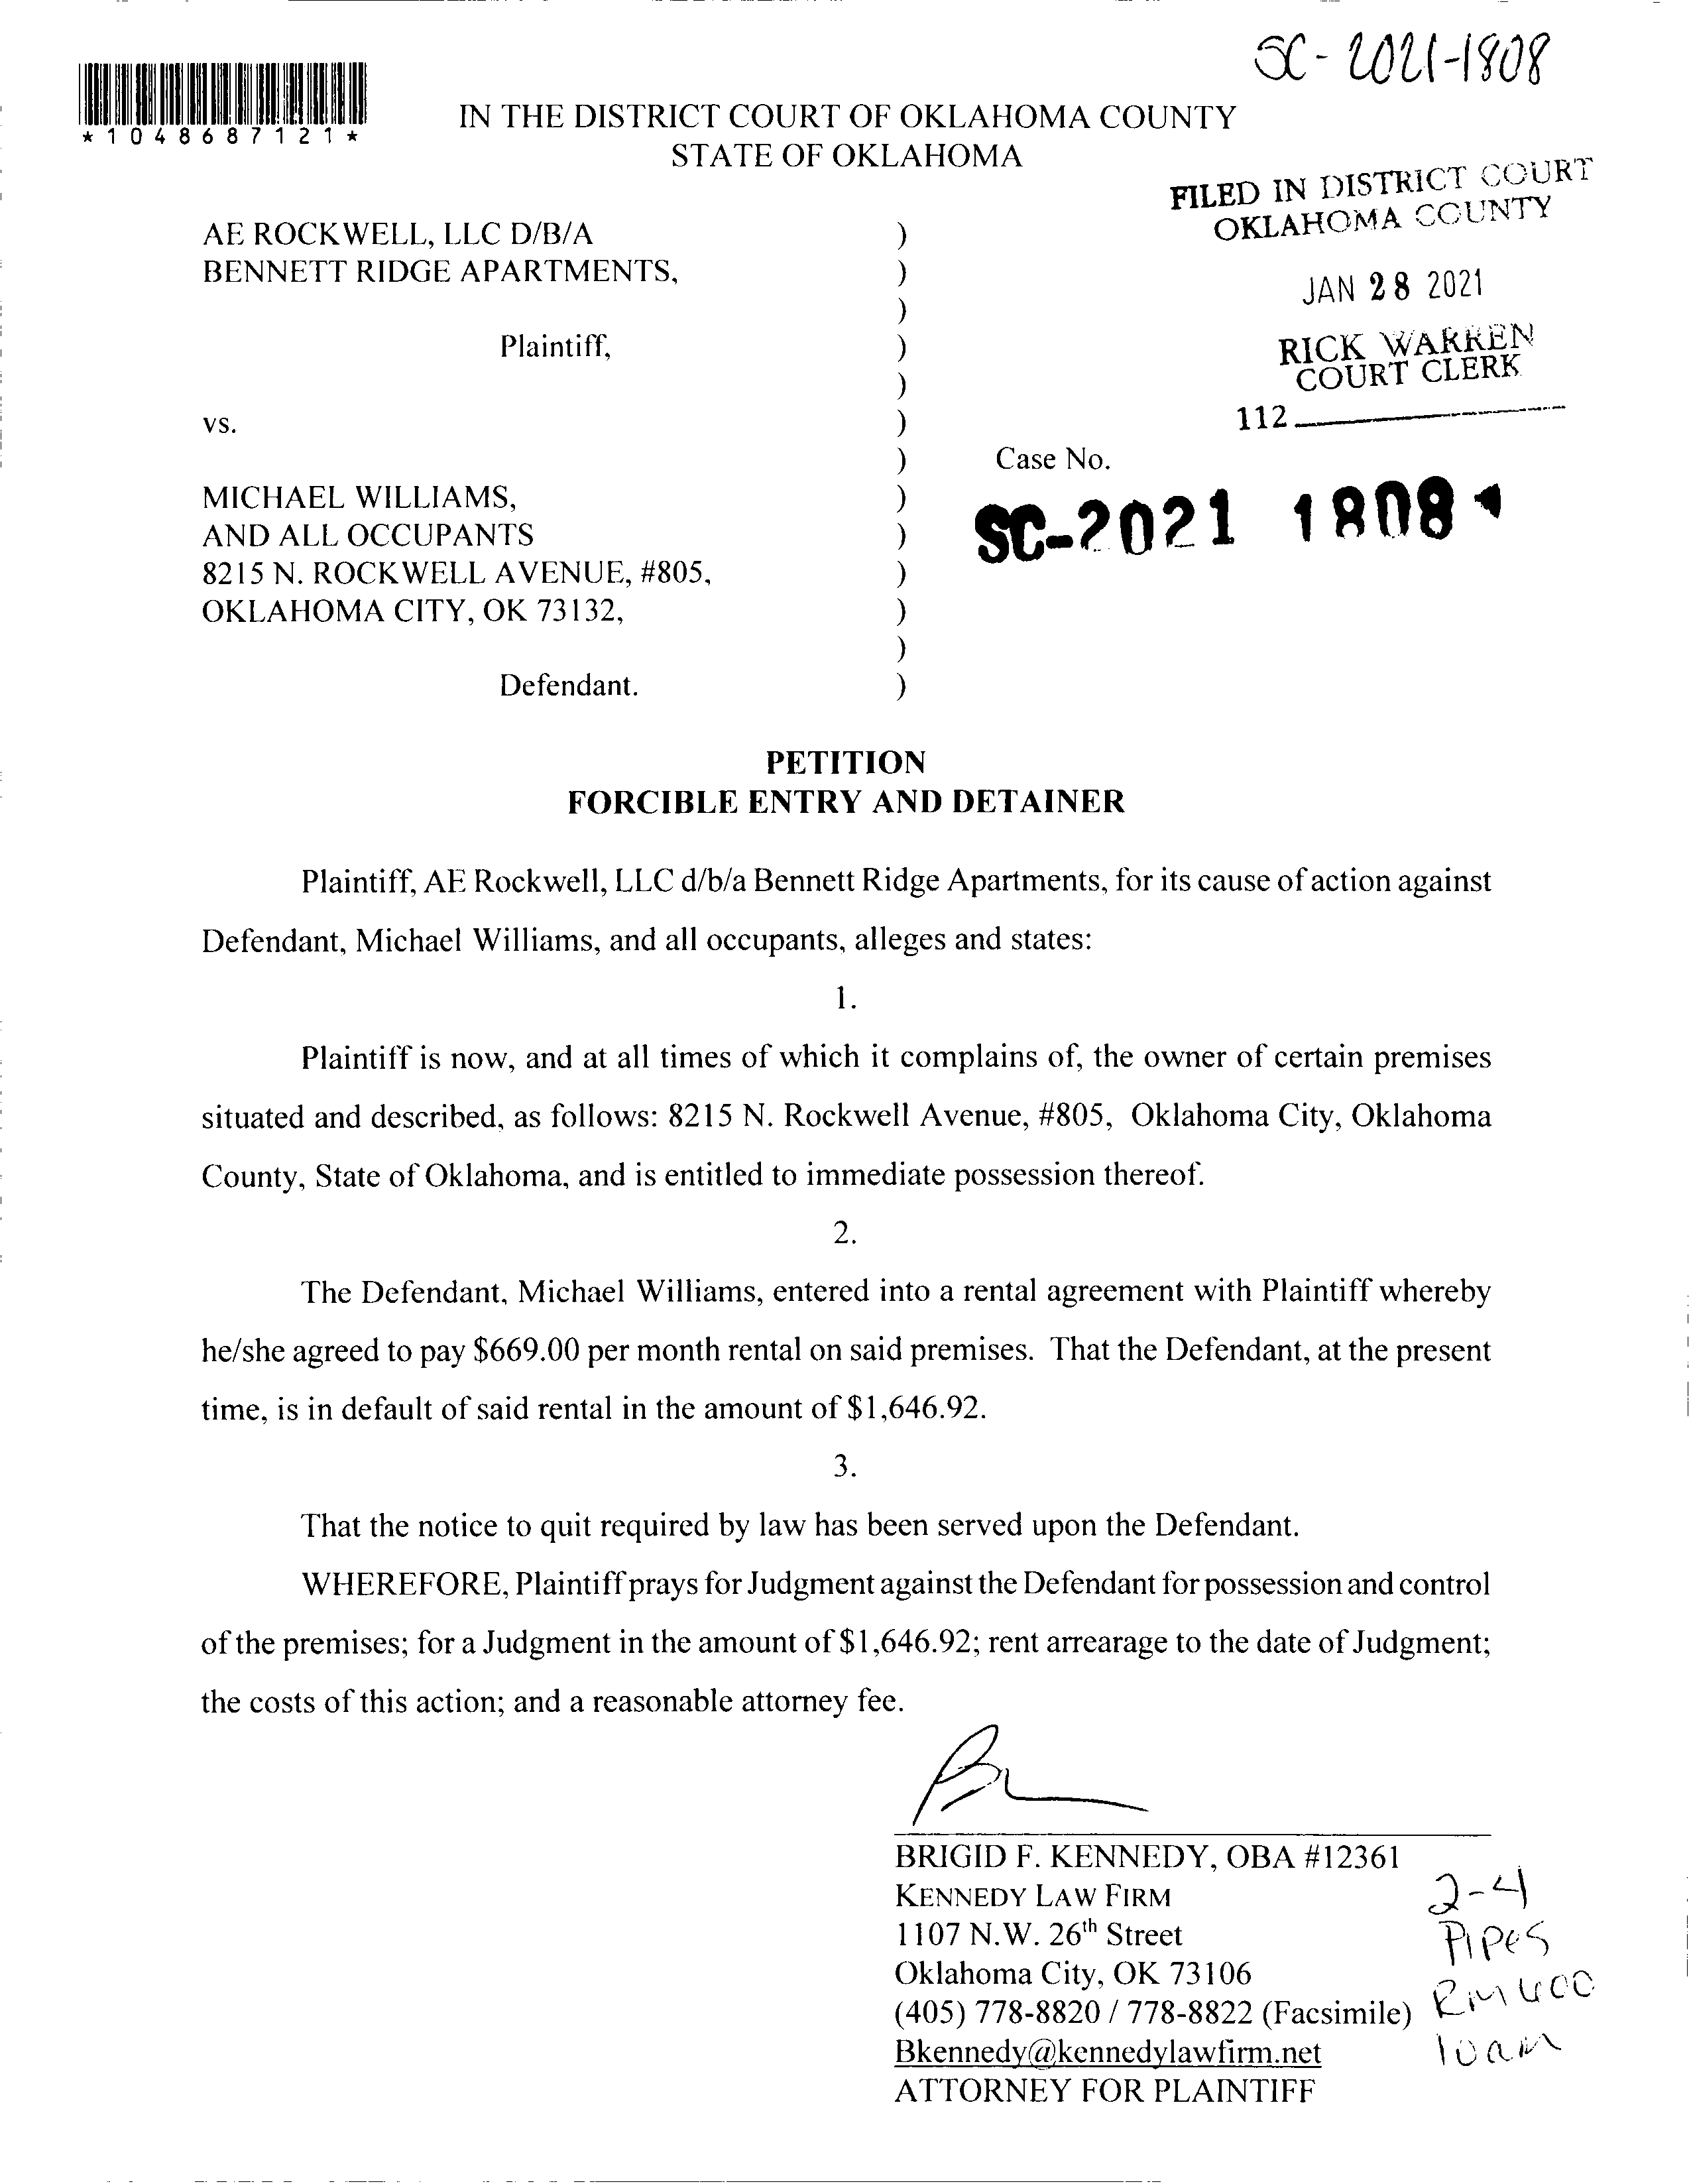 SC-2021-1808
*1048687121*
IN THE DISTRICT COURT OF OKLAHOMA COUNTY
STATE OF OKLAHOMA
FILED IN DISTRICT COURT
OKLAHOMA COUNTY
JAN 28 2021
RICK WARREN
COURT CLERK
112
AE ROCKWELL, LLC D/B/A )
BENNETT RIDGE APARTMENTS, )
)
Plaintiff, )
)
vs. )
) Case No.
MICHAEL WILLIAMS, ) SC-2021 1808
AND ALL OCCUPANTS )
8215 N. ROCKWELL AVENUE, #805, )
OKLAHOMA CITY, OK 73132, )
)
Defendant. )
PETITION
FORCIBLE ENTRY AND DETAINER
Plaintiff, AE Rockwell, LLC d/b/a Bennett Ridge Apartments, for its cause of action against
Defendant, Michael Williams, and all occupants, alleges and states:
1.
Plaintiff is now, and at all times of which it complains of, the owner of certain premises
situated and described, as follows: 8215 N. Rockwell Avenue, #805, Oklahoma City, Oklahoma
County, State of Oklahoma, and is entitled to immediate possession thereof.
2.
The Defendant, Michael Williams, entered into a rental agreement with Plaintiff whereby
he/she agreed to pay $669.00 per month rental on said premises. That the Defendant, at the present
time, is in default of said rental in the amount of $1,646.92.
3.
That the notice to quit required by law has been served upon the Defendant.
WHEREFORE, Plaintiff prays for Judgment against the Defendant for possession and control
of the premises; for a Judgment in the amount of $1,646.92; rent arrearage to the date of Judgment;
the costs of this action; and a reasonable attorney fee.
BRIGID F. KENNEDY, OBA #12361
KENNEDY LAW FIRM
1107 N.W. 26th Street
Oklahoma City, OK 73106
(405) 778-8820 / 778-8822 (Facsimile)
Bkennedy@kennedylawfirm.net
ATTORNEY FOR PLAINTIFF
2-4
Pipes
Rm 400
10am